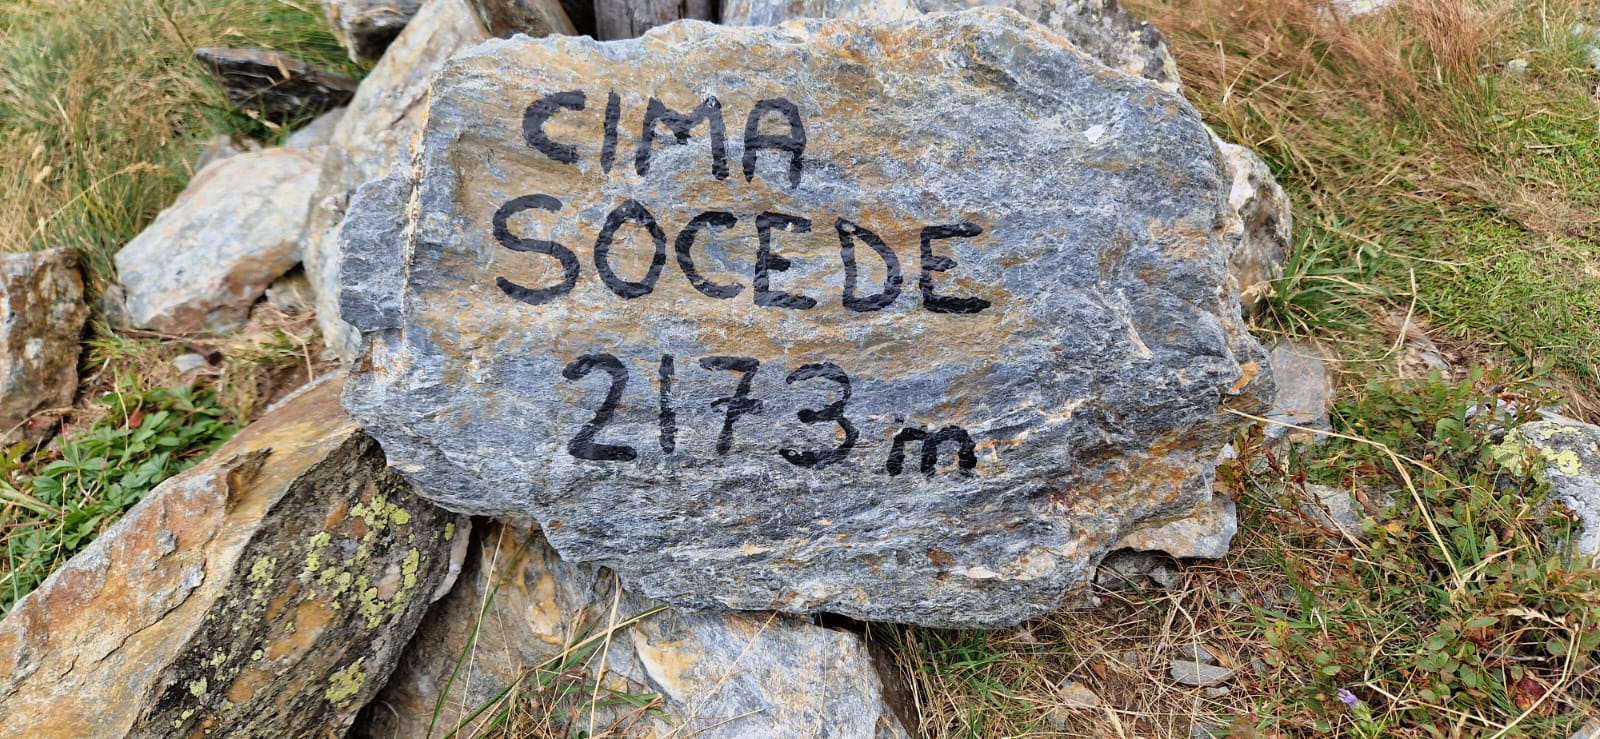 CIMA
SOCEDE
2173 m